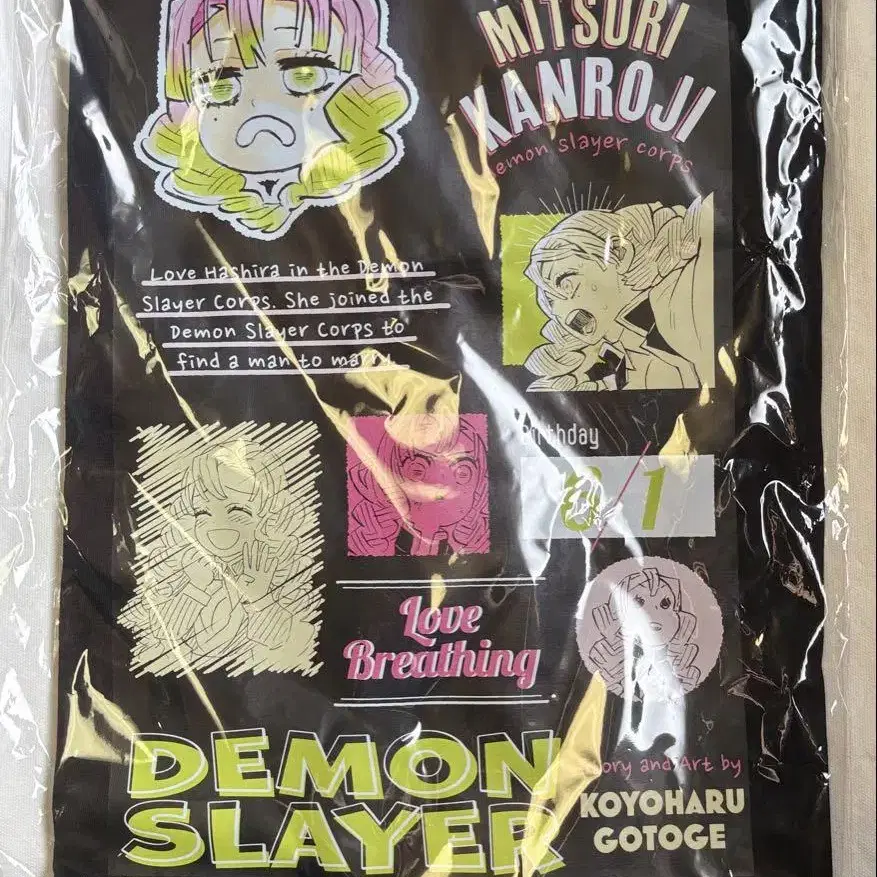 MITSURI
KANROJI
Demon slayer corps
Love Hashira in the Demon
Slayer Corps. She joined the
Demon Slayer Corps to
find a man to marry.
Birthday
/1
Love
Breathing
DEMON
SLAYER
Story and Art by
KOYOHARU
GOTOGE